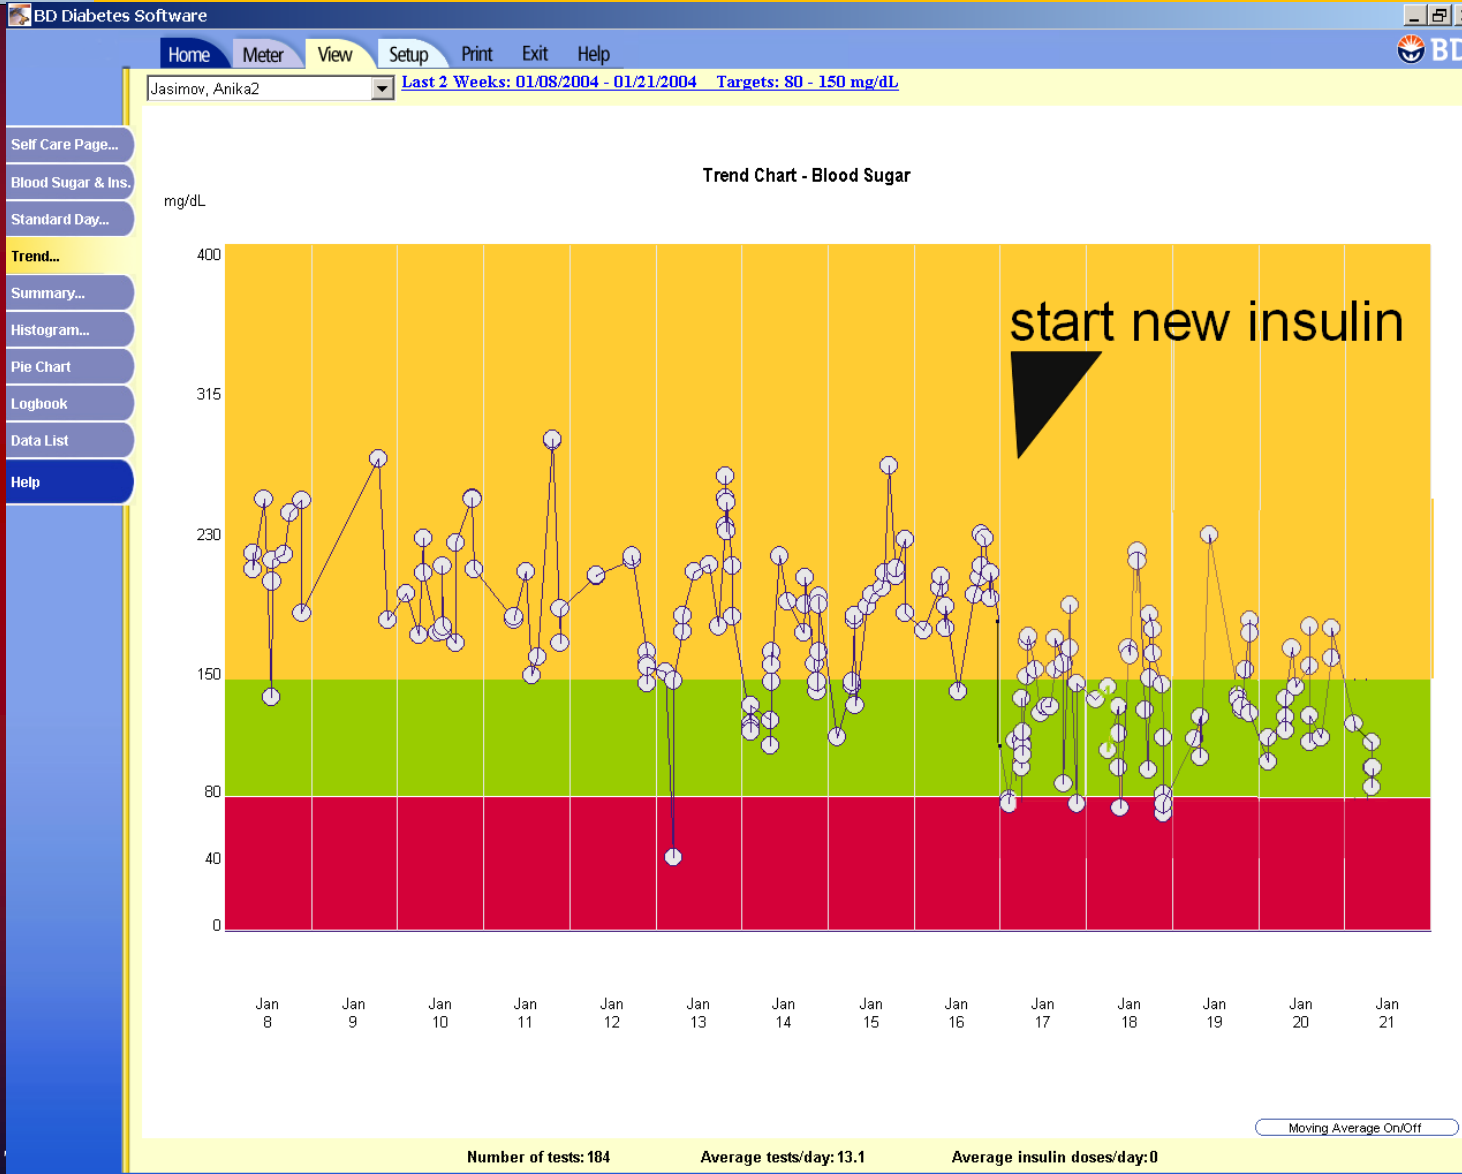 BD Diabetes Software
Home Meter View Setup Print Exit Help
BD
Jasimov, Anika2
Last 2 Weeks: 01/08/2004 - 01/21/2004 Targets: 80 - 150 mg/dL
Self Care Page...
Blood Sugar & Ins.
Standard Day...
Trend...
Summary...
Histogram...
Pie Chart
Logbook
Data List
Help
Trend Chart - Blood Sugar
mg/dL
400
start new insulin
315
230
150
80
40
0
Jan Jan Jan Jan Jan Jan Jan Jan Jan Jan Jan Jan Jan Jan
8 9 10 11 12 13 14 15 16 17 18 19 20 21
Moving Average On/Off
Number of tests: 184 Average tests/day: 13.1 Average insulin doses/day: 0